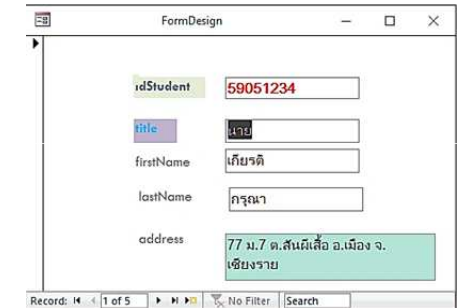 FormDesign
idStudent 59051234
title นาย
firstName เกียรติ
lastName กรุณา
address 77 ม.7 ต.สันผีเสื้อ อ.เมือง จ.
เชียงราย
Record: 1 of 5 No Filter Search